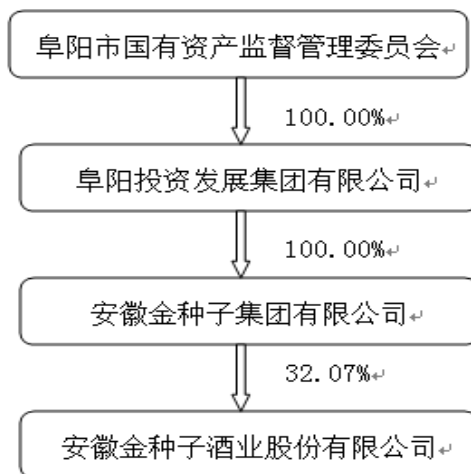 阜阳市国有资产监督管理委员会
100.00%
阜阳投资发展集团有限公司
100.00%
安徽金种子集团有限公司
32.07%
安徽金种子酒业股份有限公司